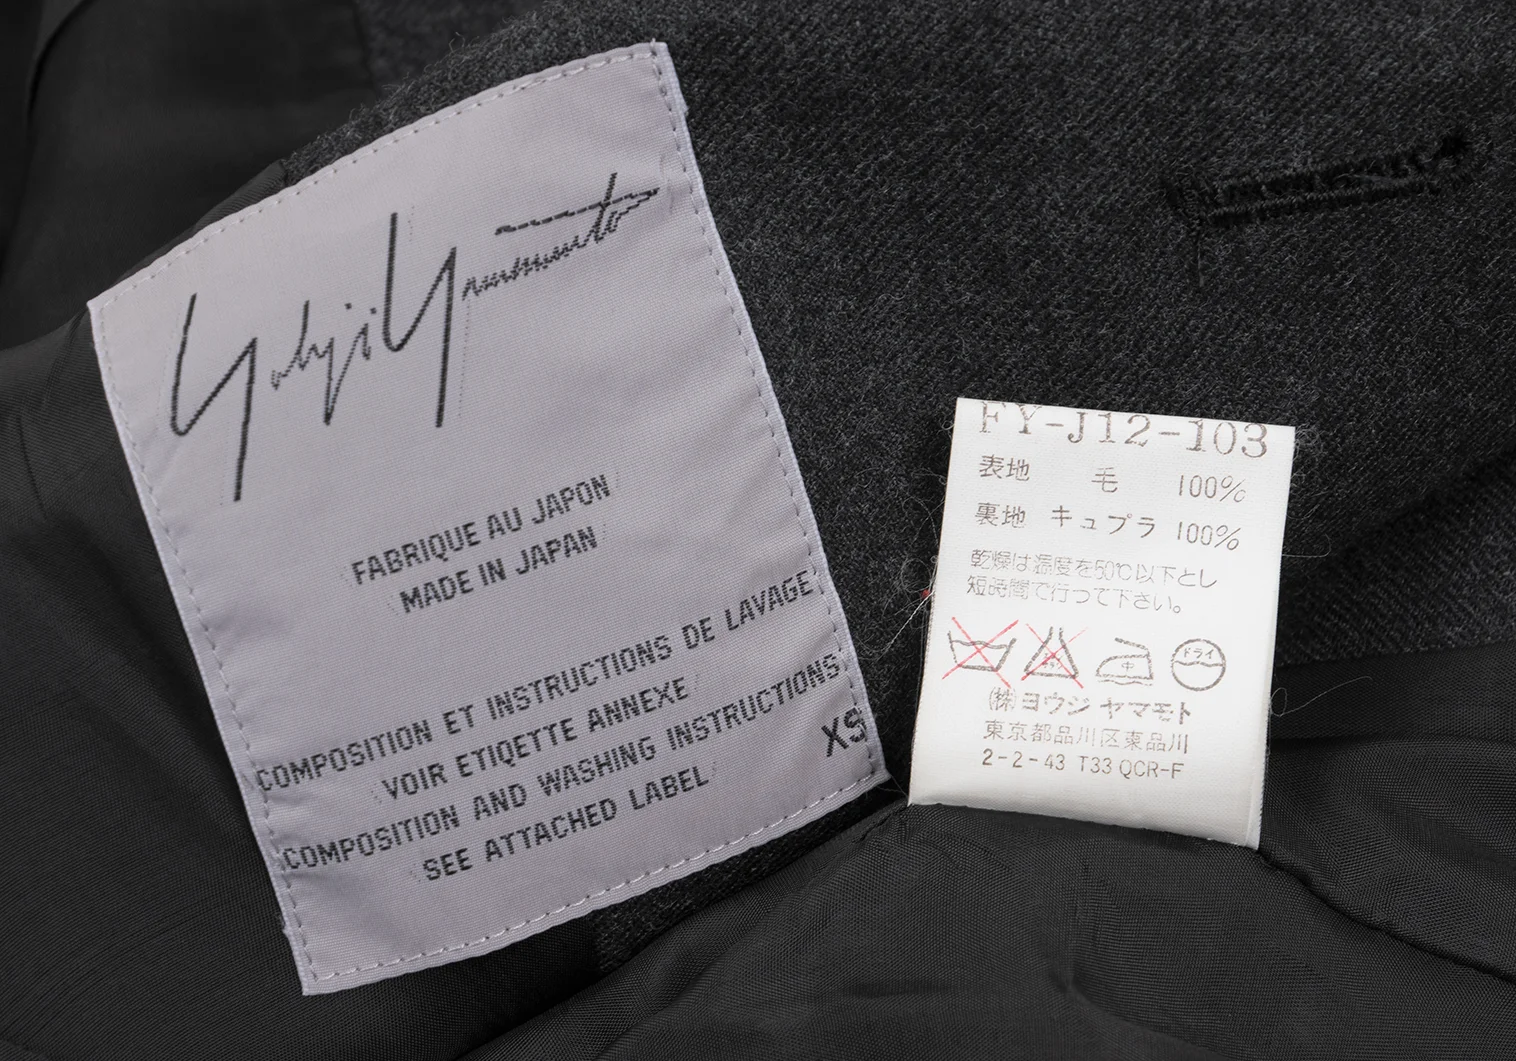 Yohji Yamamoto
FABRIQUE AU JAPON
MADE IN JAPAN
COMPOSITION ET INSTRUCTIONS DE LAVAGE
VOIR ETIQETTE ANNEXE
COMPOSITION AND WASHING INSTRUCTIONS
SEE ATTACHED LABEL
XS
FY-J12-103
表地 毛 100%
裏地 キュプラ 100%
乾燥は温度を50℃以下とし
短時間で行って下さい。
中 ドライ
(株)ヨウジ ヤマモト
東京都品川区東品川
2-2-43 T33 QCR-F